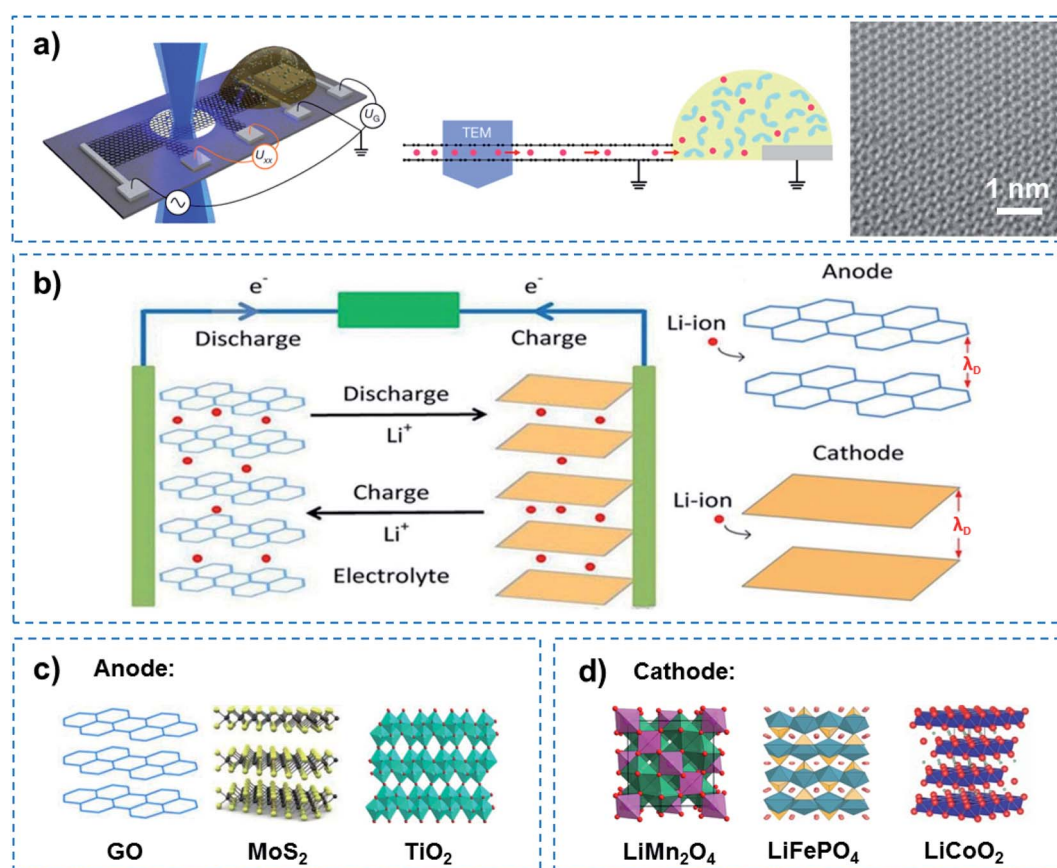 a)
U_G
U_xx
TEM
1 nm
b)
e⁻
e⁻
Discharge
Charge
Discharge
Li⁺
Charge
Li⁺
Electrolyte
Anode
Li-ion
λ_D
Cathode
Li-ion
λ_D
c) Anode:
GO
MoS₂
TiO₂
d) Cathode:
LiMn₂O₄
LiFePO₄
LiCoO₂